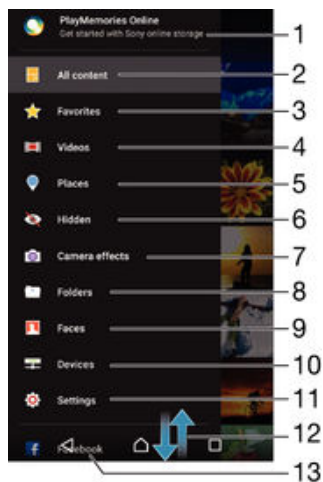 PlayMemories Online
Get started with Sony online storage
1
All content
2
Favorites
3
Videos
4
Places
5
Hidden
6
Camera effects
7
Folders
8
Faces
9
Devices
10
Settings
11
12
Facebook
13